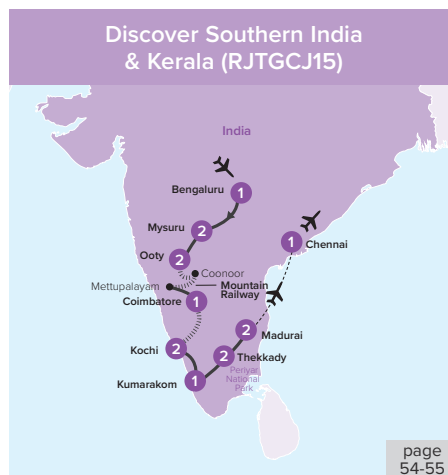 Discover Southern India
& Kerala (RJTGCJ15)
India
Bengaluru
1
Mysuru
2
1
Chennai
Ooty
2
Coonoor
Mettupalayam
Mountain
Railway
Coimbatore
1
2
Madurai
Kochi
2
2
Thekkady
Periyar
National
Park
Kumarakom
1
page
54-55